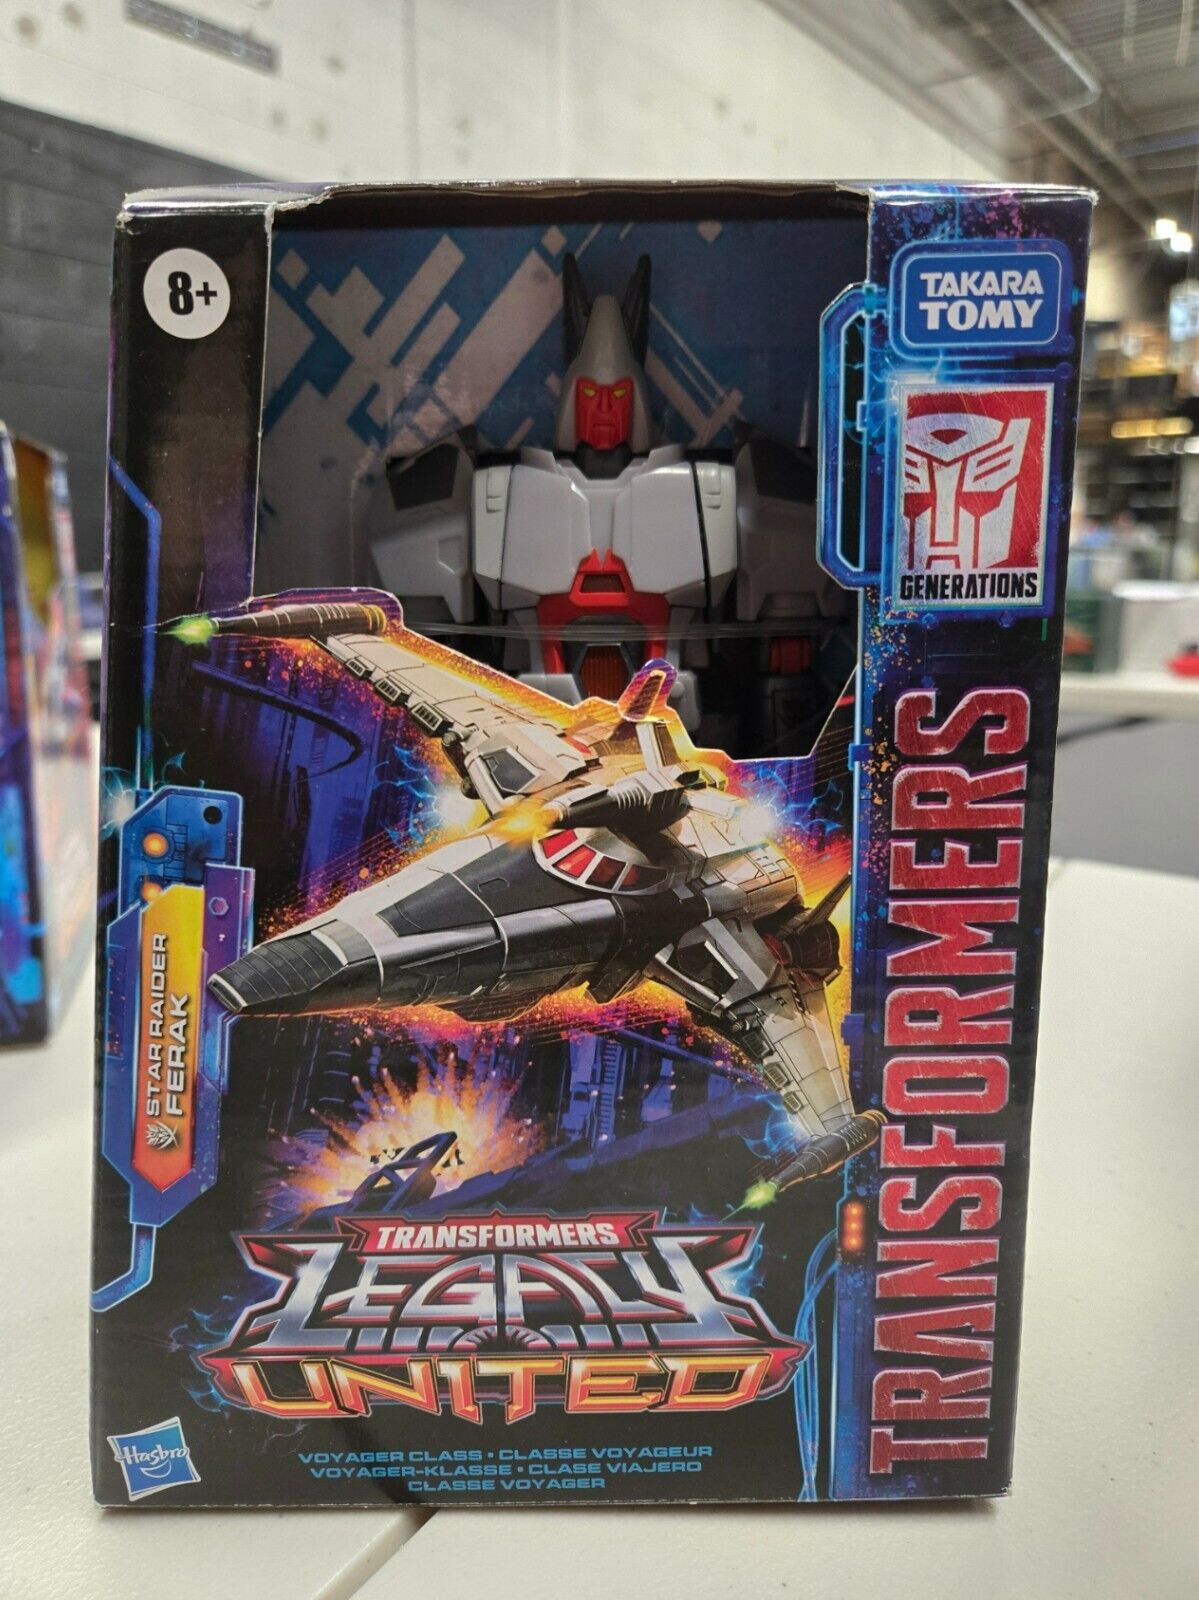 8+
TAKARA
TOMY
GENERATIONS
TRANSFORMERS
STAR RAIDER
FERAK
TRANSFORMERS
LEGACY
UNITED
Hasbro
VOYAGER CLASS • CLASSE VOYAGEUR
VOYAGER-KLASSE • CLASE VIAJERO
CLASSE VOYAGER